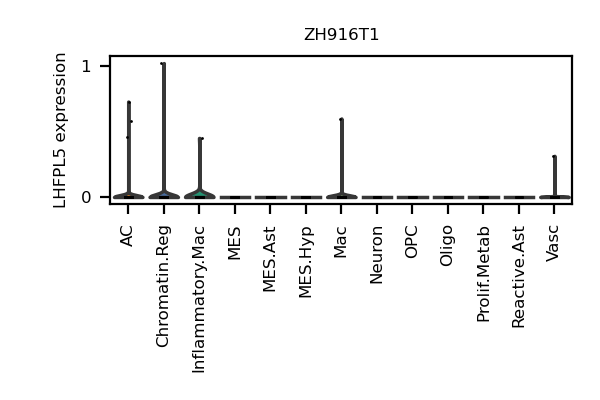 ZH916T1
LHFPL5 expression
1
0
AC
Chromatin.Reg
Inflammatory.Mac
MES
MES.Ast
MES.Hyp
Mac
Neuron
OPC
Oligo
Prolif.Metab
Reactive.Ast
Vasc